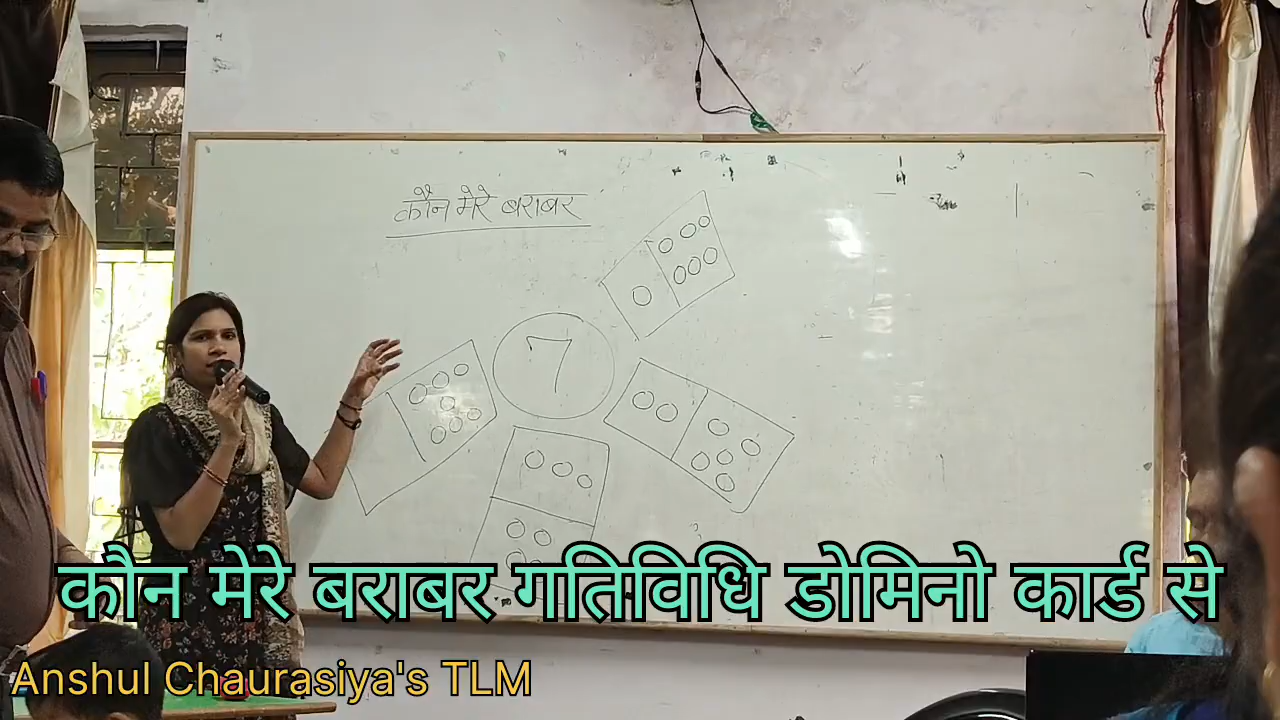 कौन मेरे बराबर
7
कौन मेरे बराबर गतिविधि डोमिनो कार्ड से
Anshul Chaurasiya's TLM